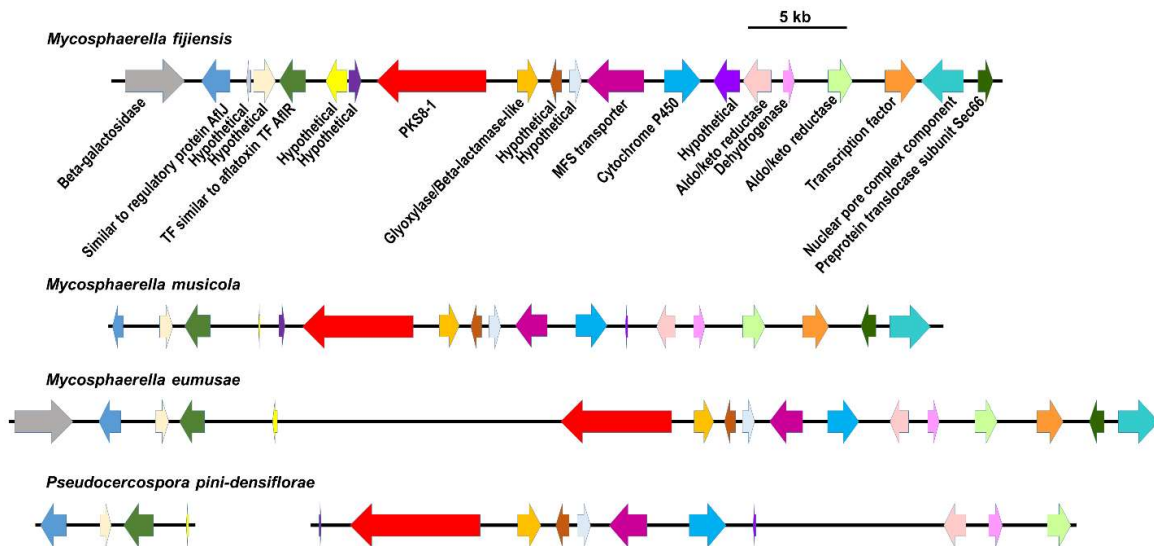 5 kb
Mycosphaerella fijiensis
Beta-galactosidase
Similar to regulatory protein AtLJ
Hypothetical
Hypothetical
TF similar to aflatoxin TF AflR
Hypothetical
Hypothetical
PKS8-1
Glyoxylase/Beta-lactamase-like
Hypothetical
Hypothetical
MFS transporter
Cytochrome P450
Hypothetical
Aldo/keto reductase
Dehydrogenase
Aldo/keto reductase
Transcription factor
Nuclear pore complex component
Preprotein translocase subunit Sec66
Mycosphaerella musicola
Mycosphaerella eumusae
Pseudocercospora pini-densiflorae